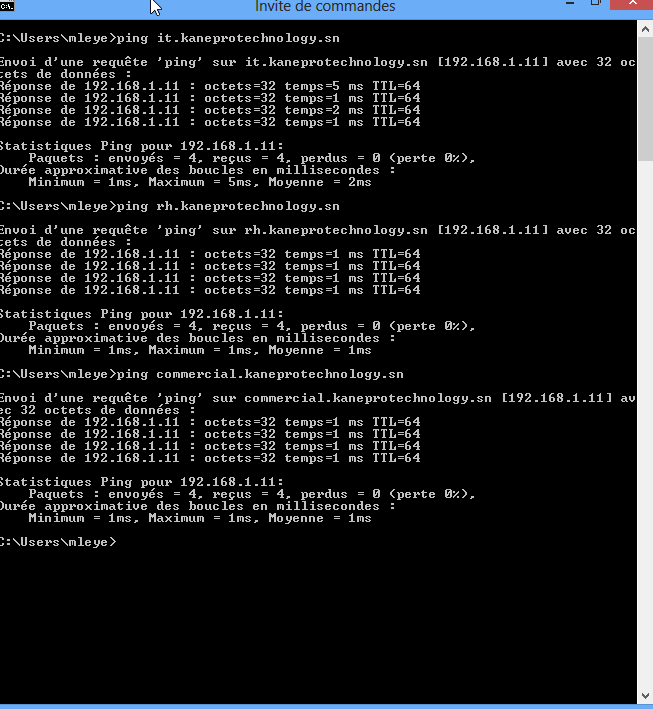 Invite de commandes
C:\Users\mleye>ping it.kaneprotechnology.sn
Envoi d'une requête 'ping' sur it.kaneprotechnology.sn [192.168.1.11] avec 32 oc
tets de données :
Réponse de 192.168.1.11 : octets=32 temps=5 ms TTL=64
Réponse de 192.168.1.11 : octets=32 temps=1 ms TTL=64
Réponse de 192.168.1.11 : octets=32 temps=2 ms TTL=64
Réponse de 192.168.1.11 : octets=32 temps=1 ms TTL=64
Statistiques Ping pour 192.168.1.11:
Paquets : envoyés = 4, reçus = 4, perdus = 0 (perte 0%),
Durée approximative des boucles en millisecondes :
Minimum = 1ms, Maximum = 5ms, Moyenne = 2ms
C:\Users\mleye>ping rh.kaneprotechnology.sn
Envoi d'une requête 'ping' sur rh.kaneprotechnology.sn [192.168.1.11] avec 32 oc
tets de données :
Réponse de 192.168.1.11 : octets=32 temps=1 ms TTL=64
Réponse de 192.168.1.11 : octets=32 temps=1 ms TTL=64
Réponse de 192.168.1.11 : octets=32 temps=1 ms TTL=64
Réponse de 192.168.1.11 : octets=32 temps=1 ms TTL=64
Statistiques Ping pour 192.168.1.11:
Paquets : envoyés = 4, reçus = 4, perdus = 0 (perte 0%),
Durée approximative des boucles en millisecondes :
Minimum = 1ms, Maximum = 1ms, Moyenne = 1ms
C:\Users\mleye>ping commercial.kaneprotechnology.sn
Envoi d'une requête 'ping' sur commercial.kaneprotechnology.sn [192.168.1.11] av
ec 32 octets de données :
Réponse de 192.168.1.11 : octets=32 temps=1 ms TTL=64
Réponse de 192.168.1.11 : octets=32 temps=1 ms TTL=64
Réponse de 192.168.1.11 : octets=32 temps=1 ms TTL=64
Réponse de 192.168.1.11 : octets=32 temps=1 ms TTL=64
Statistiques Ping pour 192.168.1.11:
Paquets : envoyés = 4, reçus = 4, perdus = 0 (perte 0%),
Durée approximative des boucles en millisecondes :
Minimum = 1ms, Maximum = 1ms, Moyenne = 1ms
C:\Users\mleye>